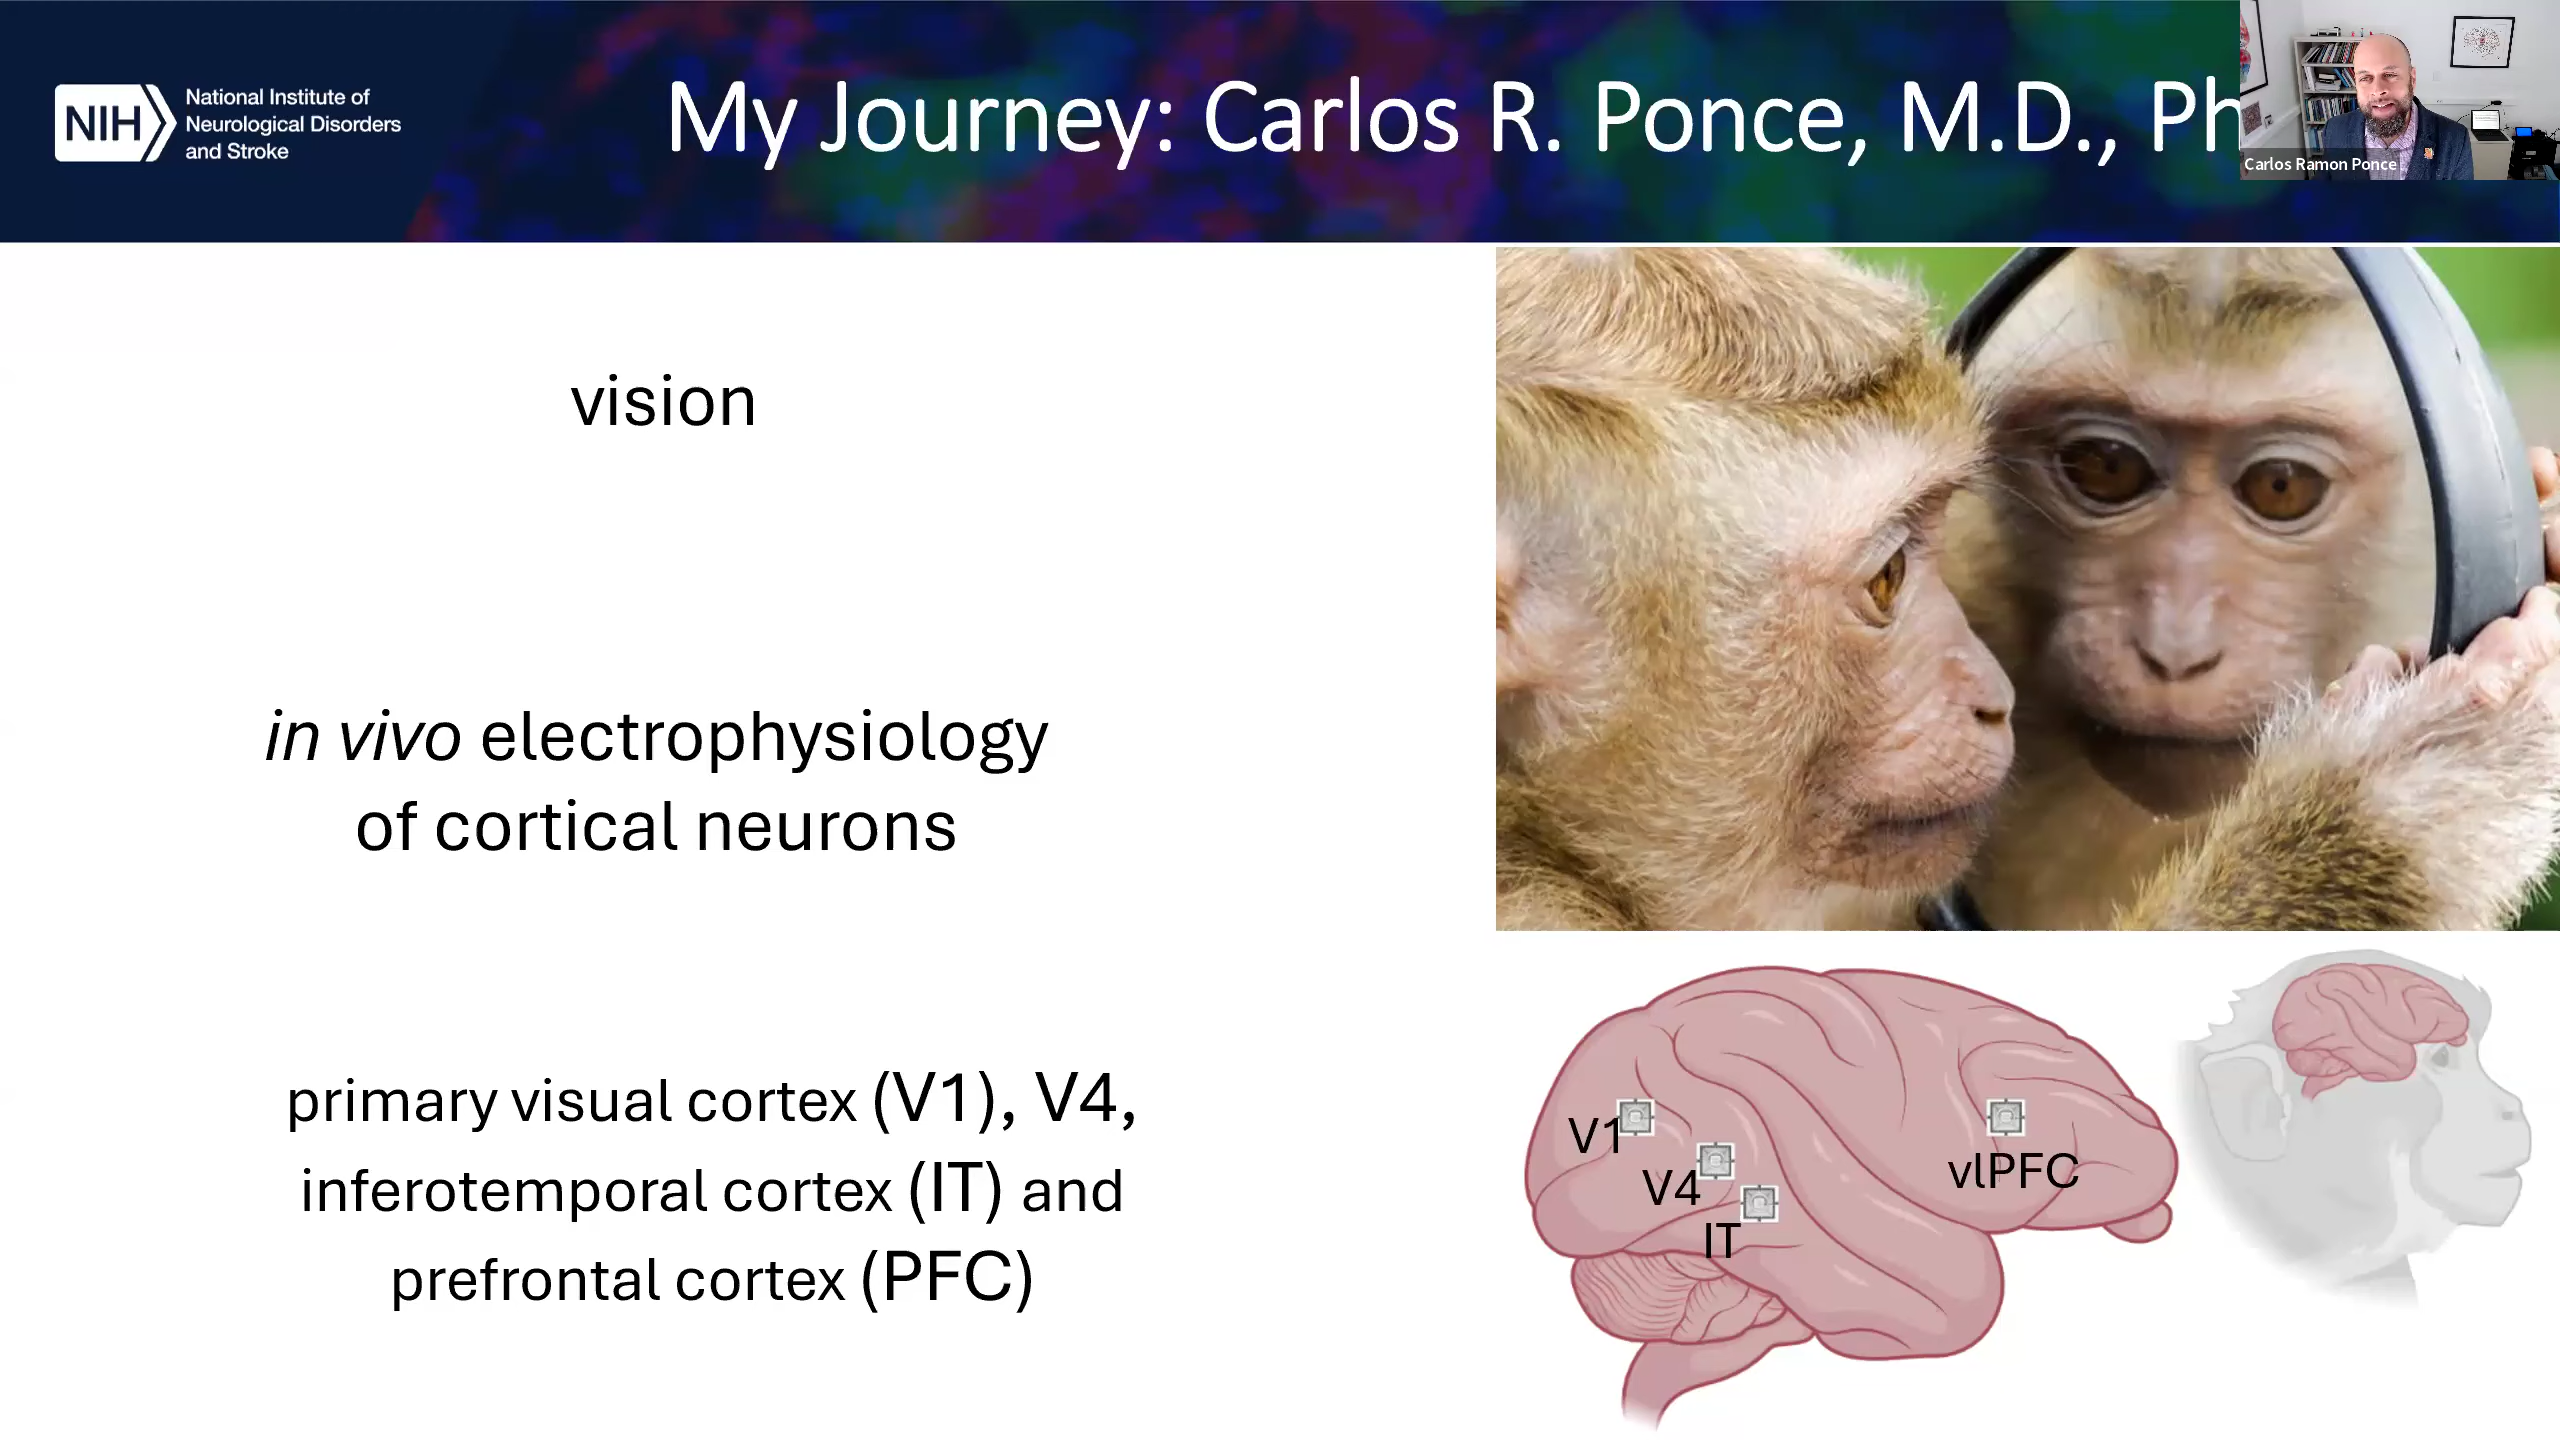 NIH
National Institute of
Neurological Disorders
and Stroke
My Journey: Carlos R. Ponce, M.D., Ph
Carlos Ramon Ponce
vision
in vivo electrophysiology
of cortical neurons
primary visual cortex (V1), V4,
inferotemporal cortex (IT) and
prefrontal cortex (PFC)
V1
V4
IT
vlPFC